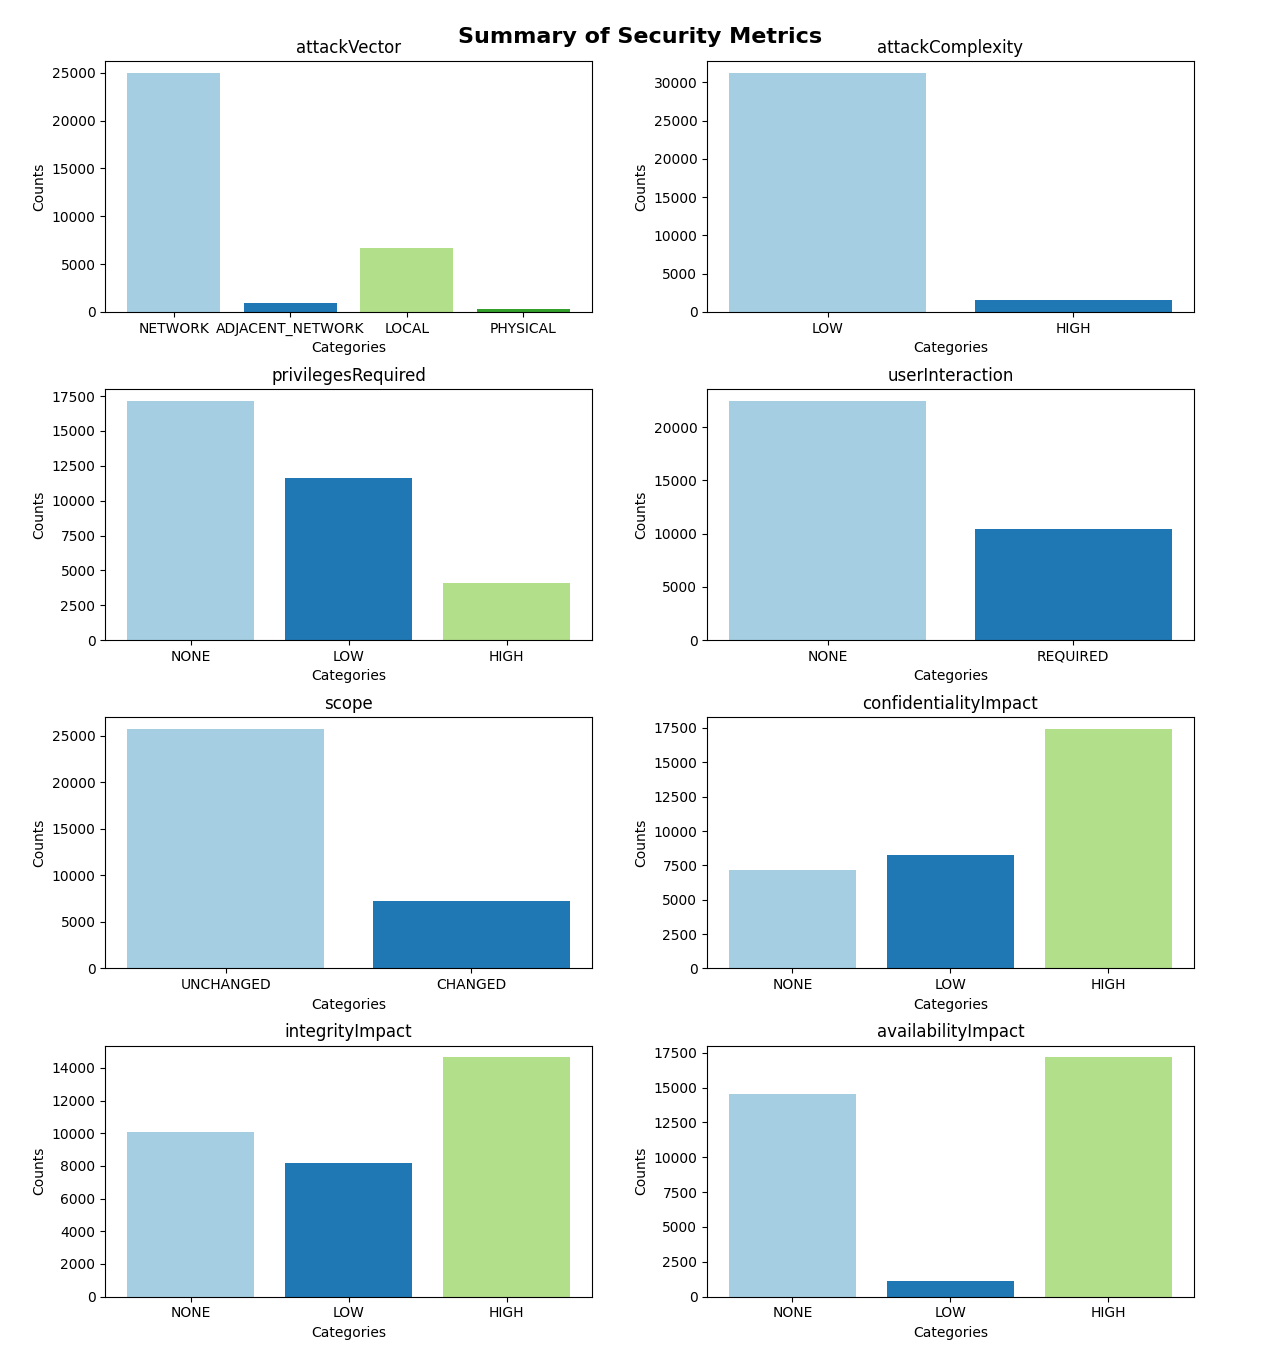 Summary of Security Metrics
attackVector
25000
20000
15000
10000
5000
0
Counts
NETWORK ADJACENT_NETWORK LOCAL PHYSICAL
Categories
attackComplexity
30000
25000
20000
15000
10000
5000
0
Counts
LOW HIGH
Categories
privilegesRequired
17500
15000
12500
10000
7500
5000
2500
0
Counts
NONE LOW HIGH
Categories
userInteraction
20000
15000
10000
5000
0
Counts
NONE REQUIRED
Categories
scope
25000
20000
15000
10000
5000
0
Counts
UNCHANGED CHANGED
Categories
confidentialityImpact
17500
15000
12500
10000
7500
5000
2500
0
Counts
NONE LOW HIGH
Categories
integrityImpact
14000
12000
10000
8000
6000
4000
2000
0
Counts
NONE LOW HIGH
Categories
availabilityImpact
17500
15000
12500
10000
7500
5000
2500
0
Counts
NONE LOW HIGH
Categories